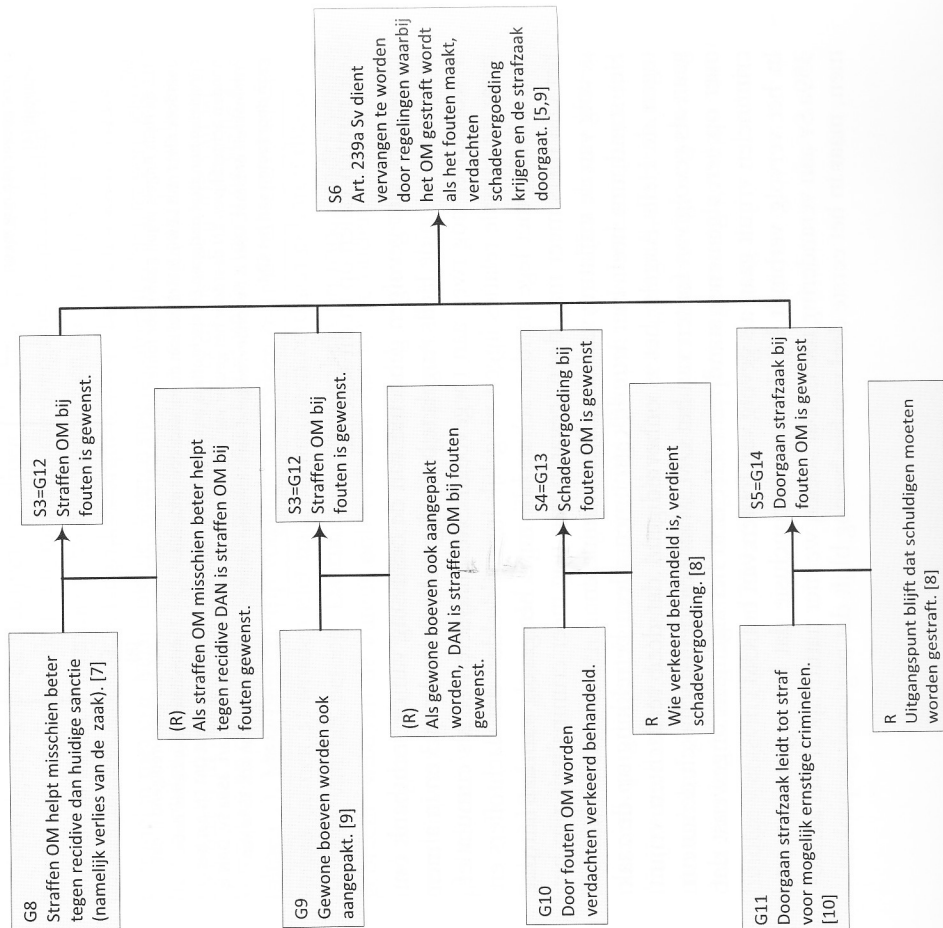 G8
Straffen OM helpt misschien beter
tegen recidive dan huidige sanctie
(namelijk verlies van de zaak). [7]
S3=G12
Straffen OM bij
fouten is gewenst.
(R)
Als straffen OM misschien beter helpt
tegen recidive DAN is straffen OM bij
fouten gewenst.
G9
Gewone boeven worden ook
aangepakt. [9]
S3=G12
Straffen OM bij
fouten is gewenst.
(R)
Als gewone boeven ook aangepakt
worden, DAN is straffen OM bij fouten
gewenst.
G10
Door fouten OM worden
verdachten verkeerd behandeld.
S4=G13
Schadevergoeding bij
fouten OM is gewenst
R
Wie verkeerd behandeld is, verdient
schadevergoeding. [8]
G11
Doorgaan strafzaak leidt tot straf
voor mogelijk ernstige criminelen.
[10]
S5=G14
Doorgaan strafzaak bij
fouten OM is gewenst
R
Uitgangspunt blijft dat schuldigen moeten
worden gestraft. [8]
S6
Art. 239a Sv dient
vervangen te worden
door regelingen waarbij
het OM gestraft wordt
als het fouten maakt,
verdachten
schadevergoeding
krijgen en de strafzaak
doorgaat. [5,9]